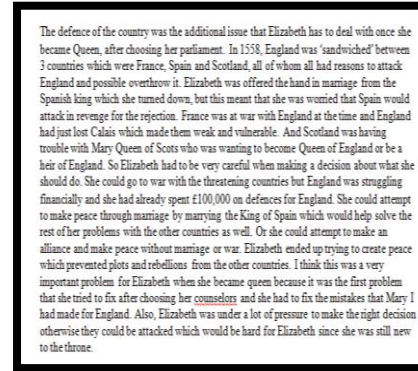 The defence of the country was the additional issue that Elizabeth has to deal with once she
became Queen, after choosing her parliament. In 1558, England was 'sandwiched' between
3 countries which were France, Spain and Scotland, all of whom all had reasons to attack
England and possible overthrow it. Elizabeth was offered the hand in marriage from the
Spanish king which she turned down, but this meant that she was worried that Spain would
attack in revenge for the rejection. France was at war with England at the time and England
had just lost Calais which made them weak and vulnerable. And Scotland was having
trouble with Mary Queen of Scots who was wanting to become Queen of England or be a
heir of England. So Elizabeth had to be very careful when making a decision about what she
should do. She could go to war with the threatening countries but England was struggling
financially and she had already spent £100,000 on defences for England. She could attempt
to make peace through marriage by marrying the King of Spain which would help solve the
rest of her problems with the other countries as well. Or she could attempt to make an
alliance and make peace without marriage or war. Elizabeth ended up trying to create peace
which prevented plots and rebellions from the other countries. I think this was a very
important problem for Elizabeth when she became queen because it was the first problem
that she tried to fix after choosing her counselors and she had to fix the mistakes that Mary I
had made for England. Also, Elizabeth was under a lot of pressure to make the right decision
otherwise they could be attacked which would be hard for Elizabeth since she was still new
to the throne.